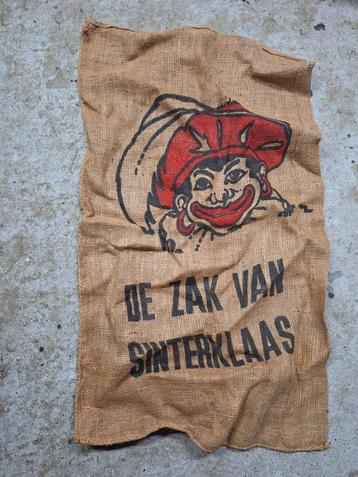 DE ZAK VAN
SINTERKLAAS